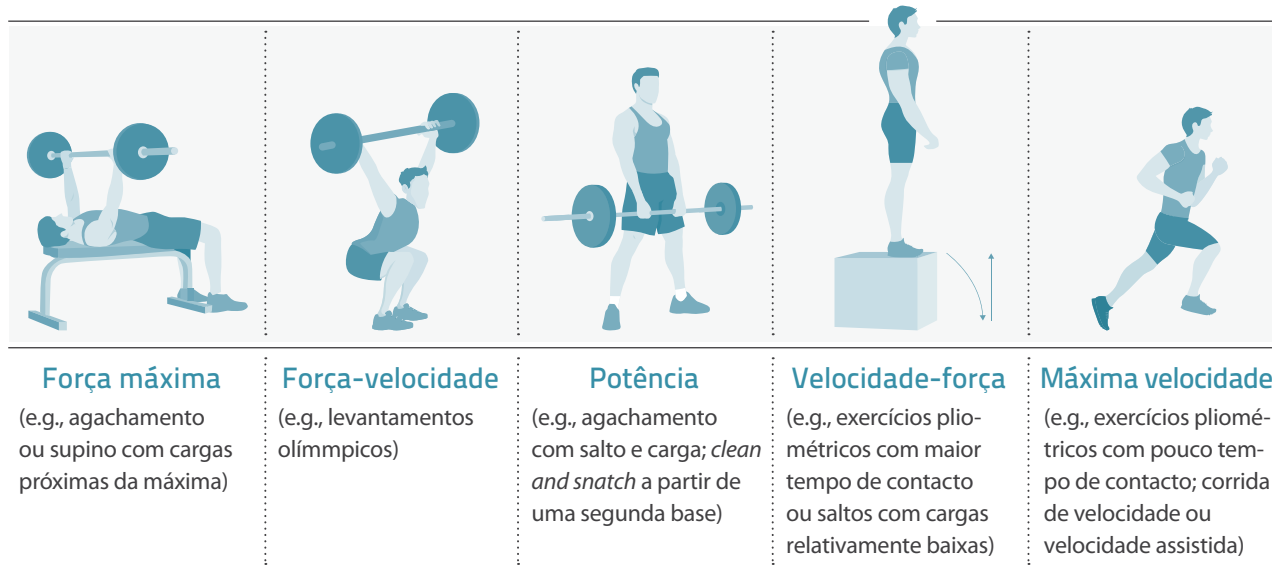 Força máxima
(e.g., agachamento
ou supino com cargas
próximas da máxima)
Força-velocidade
(e.g., levantamentos
olímmpicos)
Potência
(e.g., agachamento
com salto e carga; clean
and snatch a partir de
uma segunda base)
Velocidade-força
(e.g., exercícios plio-
métricos com maior
tempo de contacto
ou saltos com cargas
relativamente baixas)
Máxima velocidade
(e.g., exercícios pliomé-
tricos com pouco tem-
po de contacto; corrida
de velocidade ou
velocidade assistida)